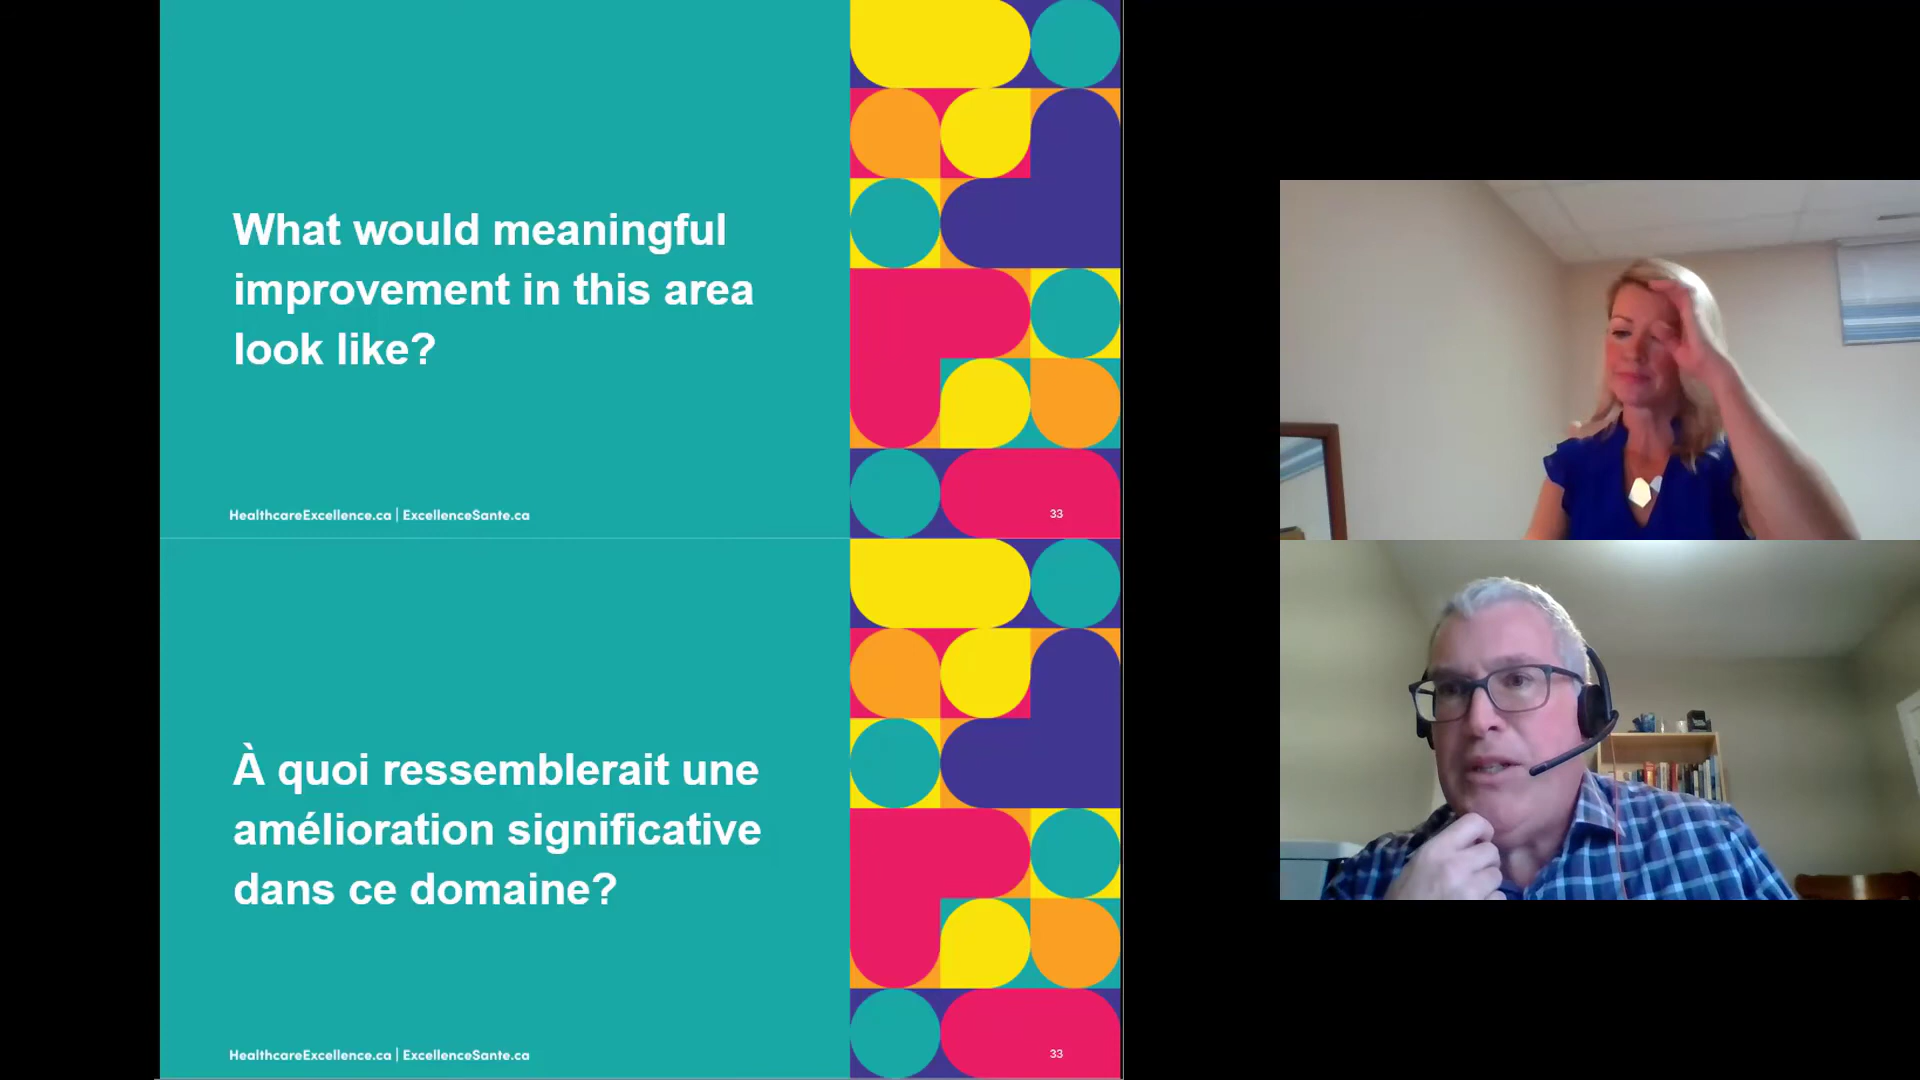 What would meaningful
improvement in this area
look like?
HealthcareExcellence.ca | ExcellenceSante.ca
33
À quoi ressemblerait une
amélioration significative
dans ce domaine?
HealthcareExcellence.ca | ExcellenceSante.ca
33